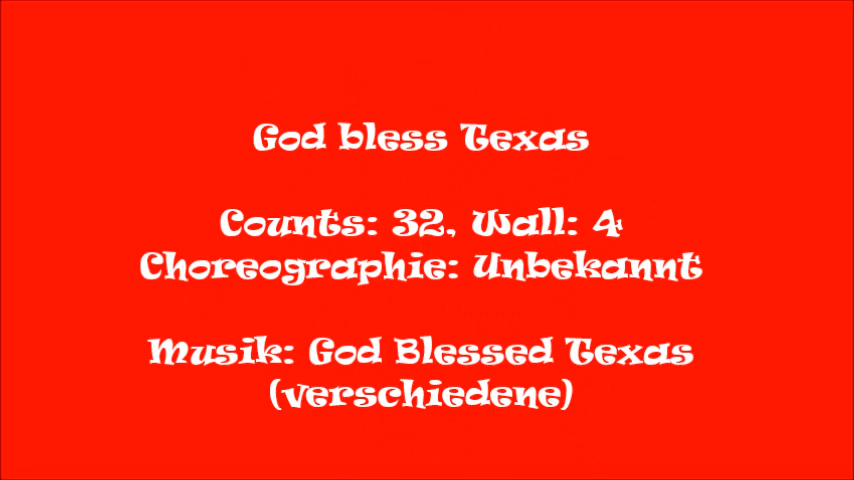 God bless Texas
Counts: 32, Wall: 4
Choreographie: Unbekannt
Musik: God Blessed Texas
(verschiedene)